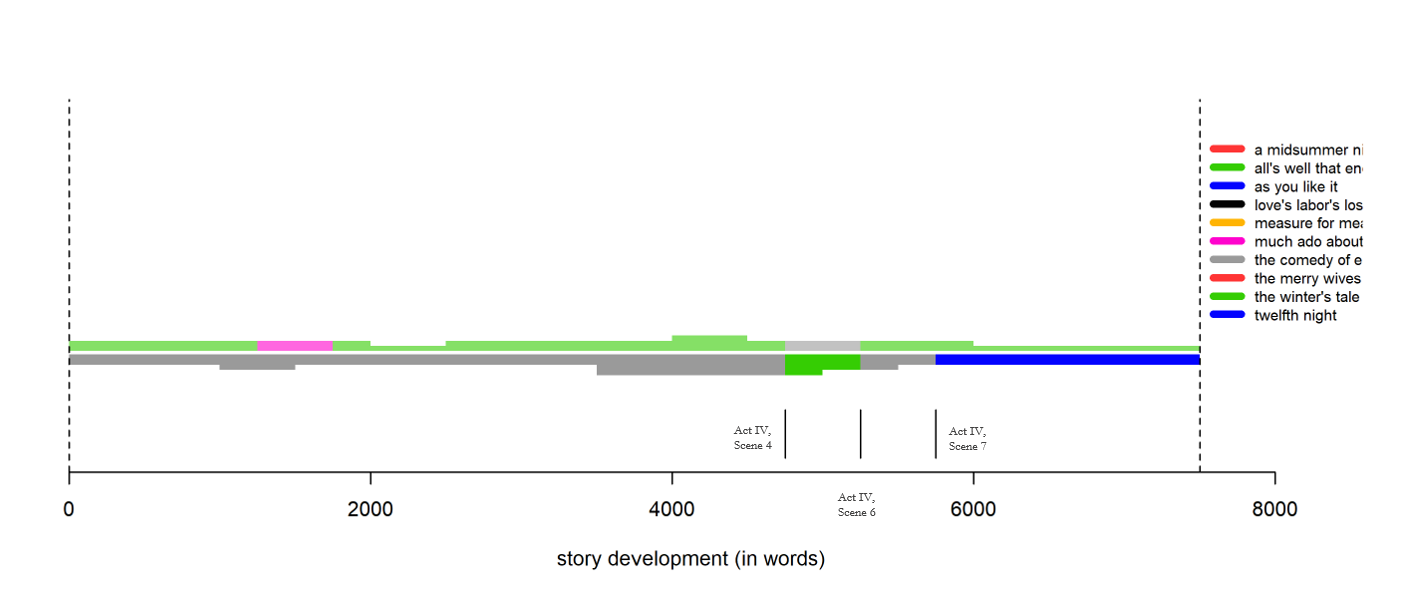 a midsummer ni
all's well that en
as you like it
love's labor's los
measure for mea
much ado about
the comedy of e
the merry wives
the winter's tale
twelfth night
Act IV,
Scene 4
Act IV,
Scene 7
Act IV,
Scene 6
0 2000 4000 6000 8000
story development (in words)